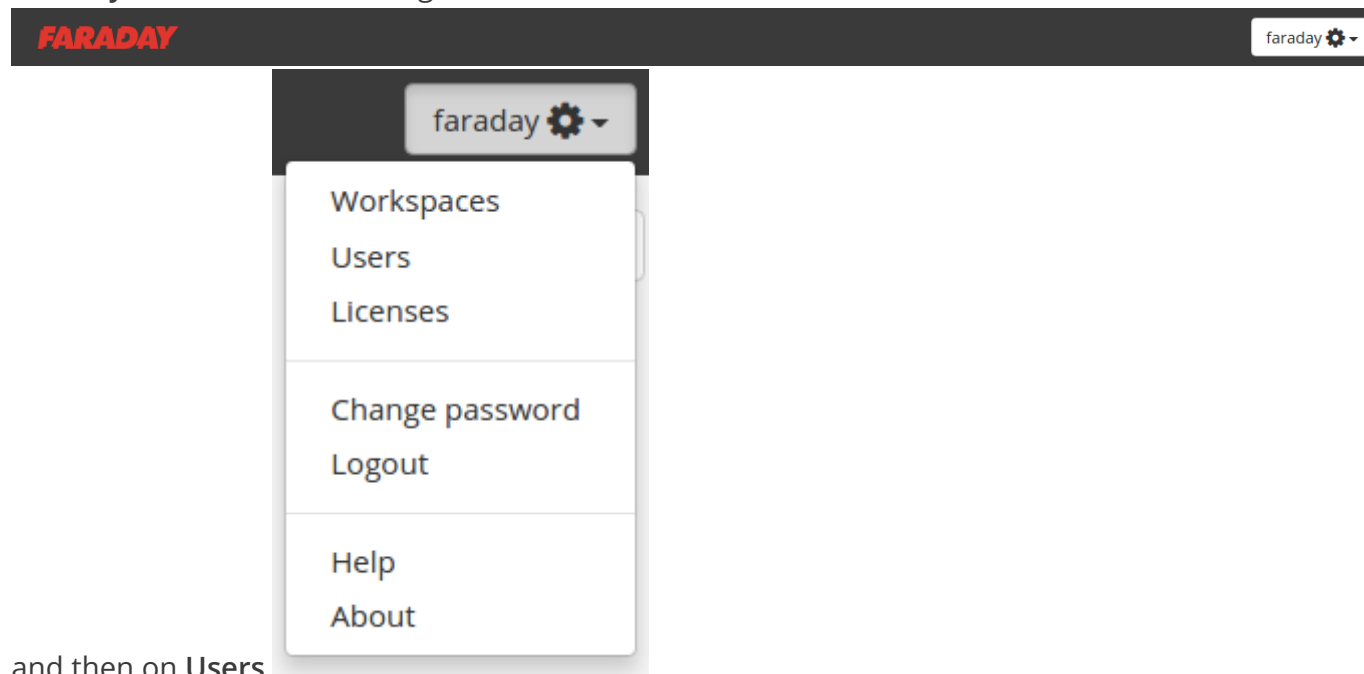 FARADAY
faraday
faraday
Workspaces
Users
Licenses
Change password
Logout
Help
About
and then on Users